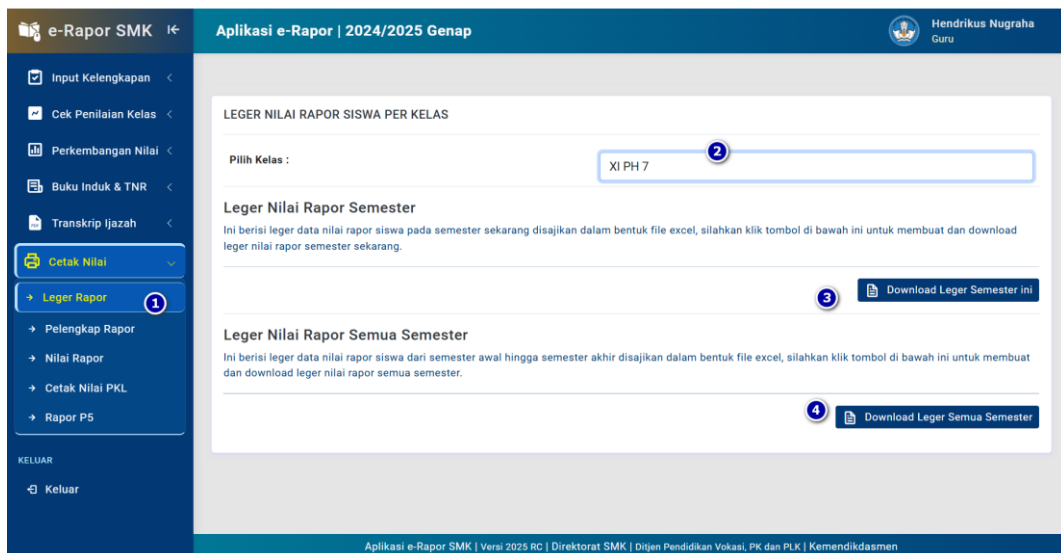 e-Rapor SMK
Aplikasi e-Rapor | 2024/2025 Genap
Hendrikus Nugraha
Guru
Input Kelengkapan
Cek Penilaian Kelas
Perkembangan Nilai
Buku Induk & TNR
Transkrip Ijazah
Cetak Nilai
Leger Rapor
1
Pelengkap Rapor
Nilai Rapor
Cetak Nilai PKL
Rapor P5
KELUAR
Keluar
LEGER NILAI RAPOR SISWA PER KELAS
Pilih Kelas :
2
XI PH 7
Leger Nilai Rapor Semester
Ini berisi leger data nilai rapor siswa pada semester sekarang disajikan dalam bentuk file excel, silahkan klik tombol di bawah ini untuk membuat dan download
leger nilai rapor semester sekarang.
3
Download Leger Semester ini
Leger Nilai Rapor Semua Semester
Ini berisi leger data nilai rapor siswa dari semester awal hingga semester akhir disajikan dalam bentuk file excel, silahkan klik tombol di bawah ini untuk membuat
dan download leger nilai rapor semua semester.
4
Download Leger Semua Semester
Aplikasi e-Rapor SMK | Versi 2025 RC | Direktorat SMK | Ditjen Pendidikan Vokasi, PK dan PLK | Kemendikdasmen